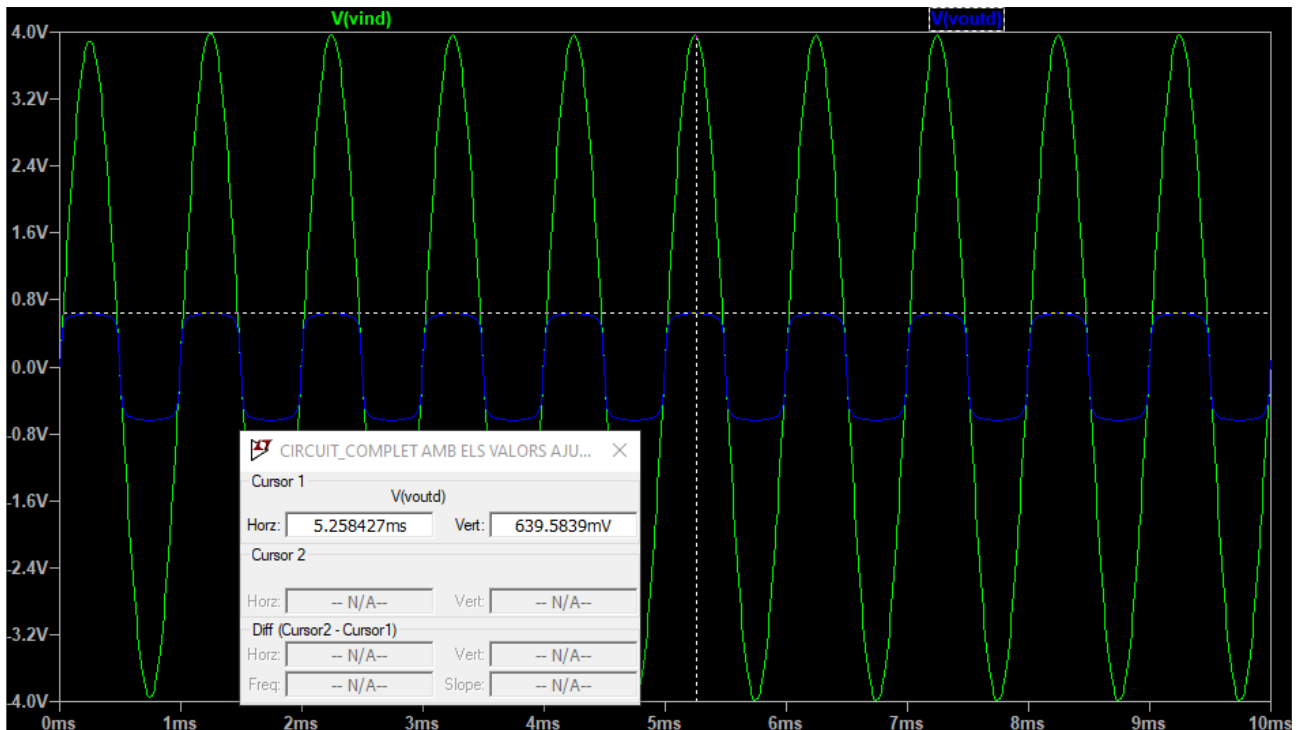 V(vind) V(voutd)
4.0V
3.2V
2.4V
1.6V
0.8V
0.0V
-0.8V
-1.6V
-2.4V
-3.2V
-4.0V
0ms 1ms 2ms 3ms 4ms 5ms 6ms 7ms 8ms 9ms 10ms
CIRCUIT_COMPLET AMB ELS VALORS AJU...
Cursor 1
V(voutd)
Horz: 5.258427ms Vert: 639.5839mV
Cursor 2
Horz: -- N/A-- Vert: -- N/A--
Diff (Cursor2 - Cursor1)
Horz: -- N/A-- Vert: -- N/A--
Freq: -- N/A-- Slope: -- N/A--